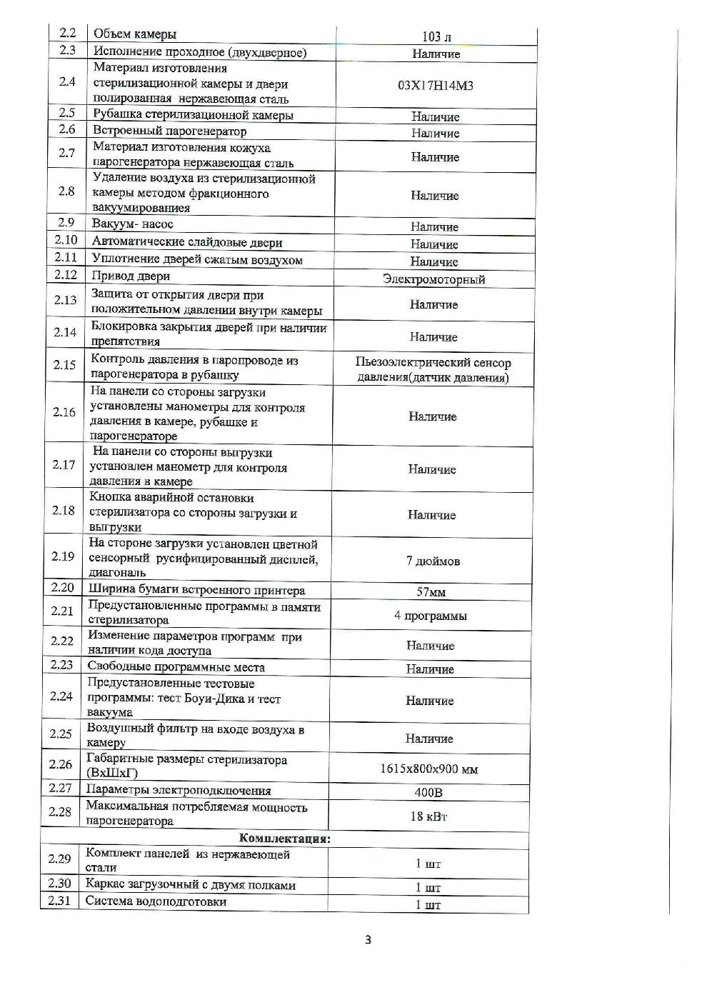 2.2 Объем камеры 103 л
2.3 Исполнение проходное (двухдверное) Наличие
2.4 Материал изготовления
стерилизационной камеры и двери
полированная нержавеющая сталь
03Х17Н14М3
2.5 Рубашка стерилизационной камеры Наличие
2.6 Встроенный парогенератор Наличие
2.7 Материал изготовления кожуха
парогенератора нержавеющая сталь
Наличие
2.8 Удаление воздуха из стерилизационной
камеры методом фракционного
вакуумированиея
Наличие
2.9 Вакуум- насос Наличие
2.10 Автоматические слайдовые двери Наличие
2.11 Уплотнение дверей сжатым воздухом Наличие
2.12 Привод двери Электромоторный
2.13 Защита от открытия двери при
положительном давлении внутри камеры
Наличие
2.14 Блокировка закрытия дверей при наличии
препятствия
Наличие
2.15 Контроль давления в паропроводе из
парогенератора в рубашку
Пьезоэлектрический сенсор
давления(датчик давления)
2.16 На панели со стороны загрузки
установлены манометры для контроля
давления в камере, рубашке и
парогенераторе
Наличие
2.17 На панели со стороны выгрузки
установлен манометр для контроля
давления в камере
Наличие
2.18 Кнопка аварийной остановки
стерилизатора со стороны загрузки и
выгрузки
Наличие
2.19 На стороне загрузки установлен цветной
сенсорный русифицированный дисплей,
диагональ
7 дюймов
2.20 Ширина бумаги встроенного принтера 57мм
2.21 Предустановленные программы в памяти
стерилизатора
4 программы
2.22 Изменение параметров программ при
наличии кода доступа
Наличие
2.23 Свободные программные места Наличие
2.24 Предустановленные тестовые
программы: тест Боуи-Дика и тест
вакуума
Наличие
2.25 Воздушный фильтр на входе воздуха в
камеру
Наличие
2.26 Габаритные размеры стерилизатора
(ВхШхГ)
1615х800х900 мм
2.27 Параметры электроподключения 400В
2.28 Максимальная потребляемая мощность
парогенератора
18 кВт
Комплектация:
2.29 Комплект панелей из нержавеющей
стали
1 шт
2.30 Каркас загрузочный с двумя полками 1 шт
2.31 Система водоподготовки 1 шт
3